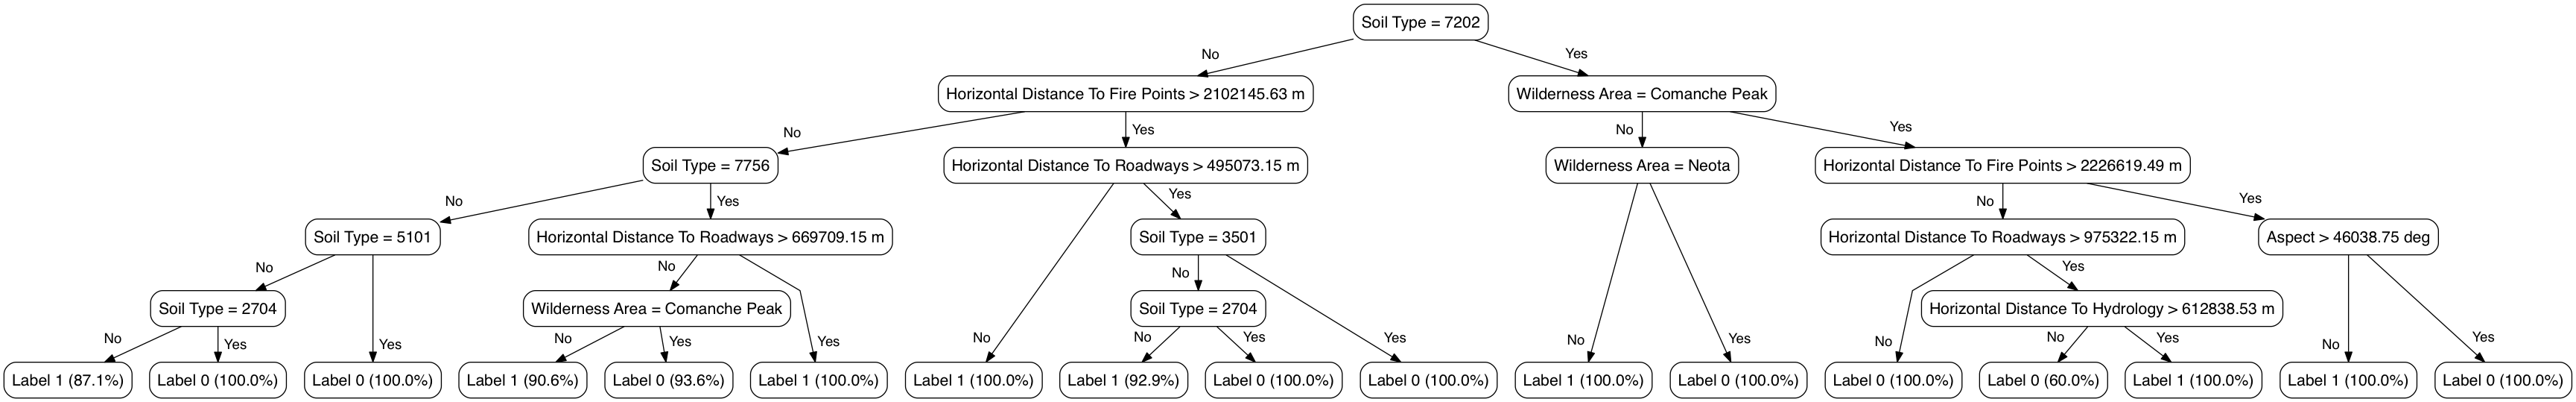 Soil Type = 7202
No
Yes
Horizontal Distance To Fire Points > 2102145.63 m
Wilderness Area = Comanche Peak
No
Yes
No
Yes
Soil Type = 7756
Horizontal Distance To Roadways > 495073.15 m
Wilderness Area = Neota
Horizontal Distance To Fire Points > 2226619.49 m
No
Yes
Yes
No
Yes
Soil Type = 5101
Horizontal Distance To Roadways > 669709.15 m
Soil Type = 3501
Horizontal Distance To Roadways > 975322.15 m
Aspect > 46038.75 deg
No
No
No
Yes
Soil Type = 2704
Wilderness Area = Comanche Peak
Soil Type = 2704
Horizontal Distance To Hydrology > 612838.53 m
No
Yes
Yes
No
Yes
Yes
No
No
Yes
Yes
No
Yes
No
No
Yes
No
Yes
Label 1 (87.1%)
Label 0 (100.0%)
Label 0 (100.0%)
Label 1 (90.6%)
Label 0 (93.6%)
Label 1 (100.0%)
Label 1 (100.0%)
Label 1 (92.9%)
Label 0 (100.0%)
Label 0 (100.0%)
Label 1 (100.0%)
Label 0 (100.0%)
Label 0 (100.0%)
Label 0 (60.0%)
Label 1 (100.0%)
Label 1 (100.0%)
Label 0 (100.0%)